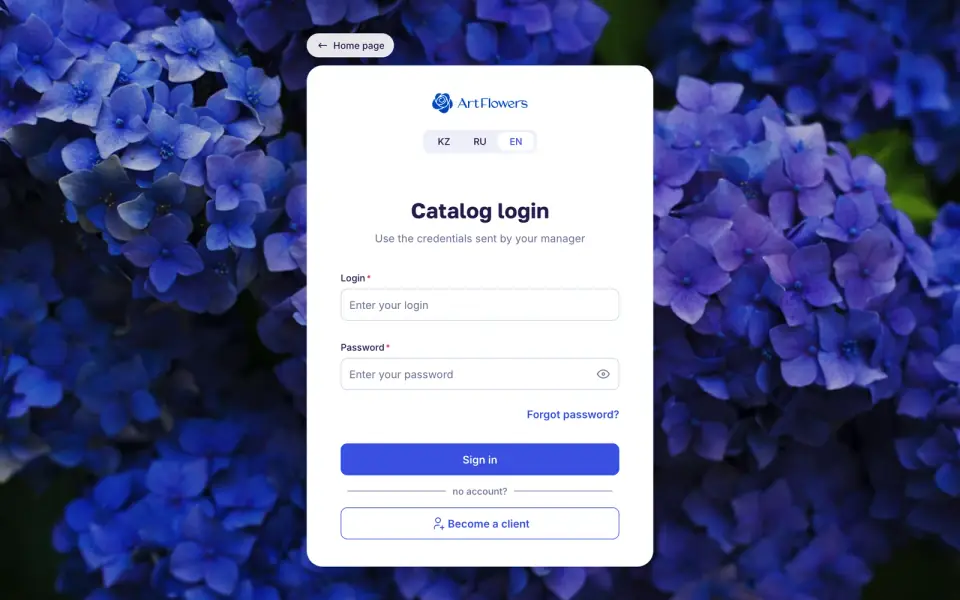 ← Home page
ArtFlowers
KZ RU EN
Catalog login
Use the credentials sent by your manager
Login*
Enter your login
Password*
Enter your password
Forgot password?
Sign in
no account?
Become a client